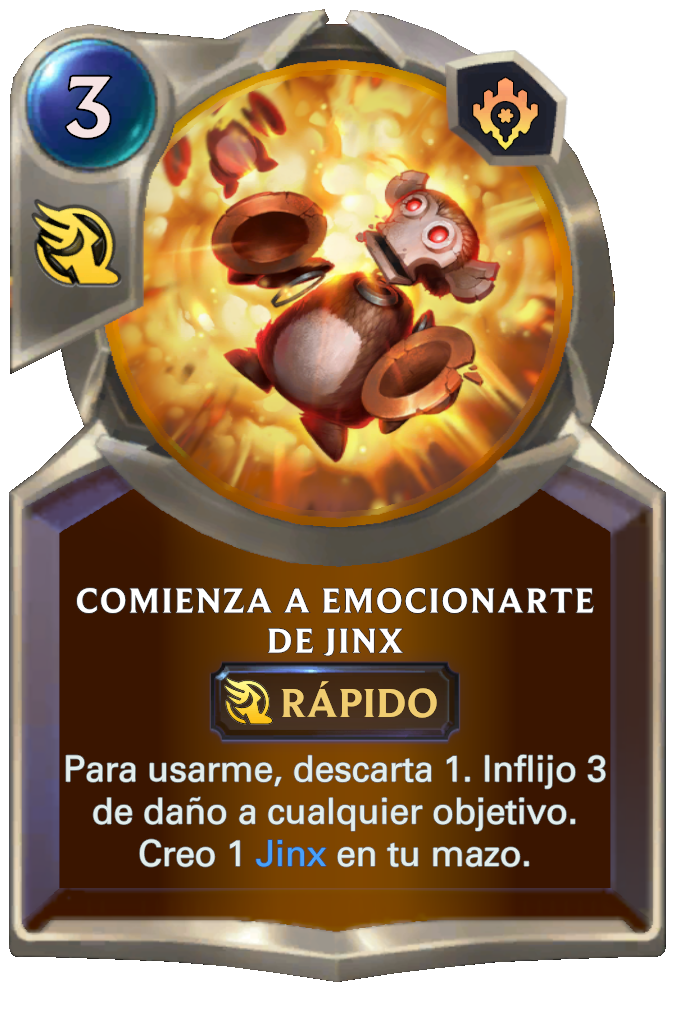 3
COMIENZA A EMOCIONARTE
DE JINX
RÁPIDO
Para usarme, descarta 1. Inflijo 3
de daño a cualquier objetivo.
Creo 1 Jinx en tu mazo.